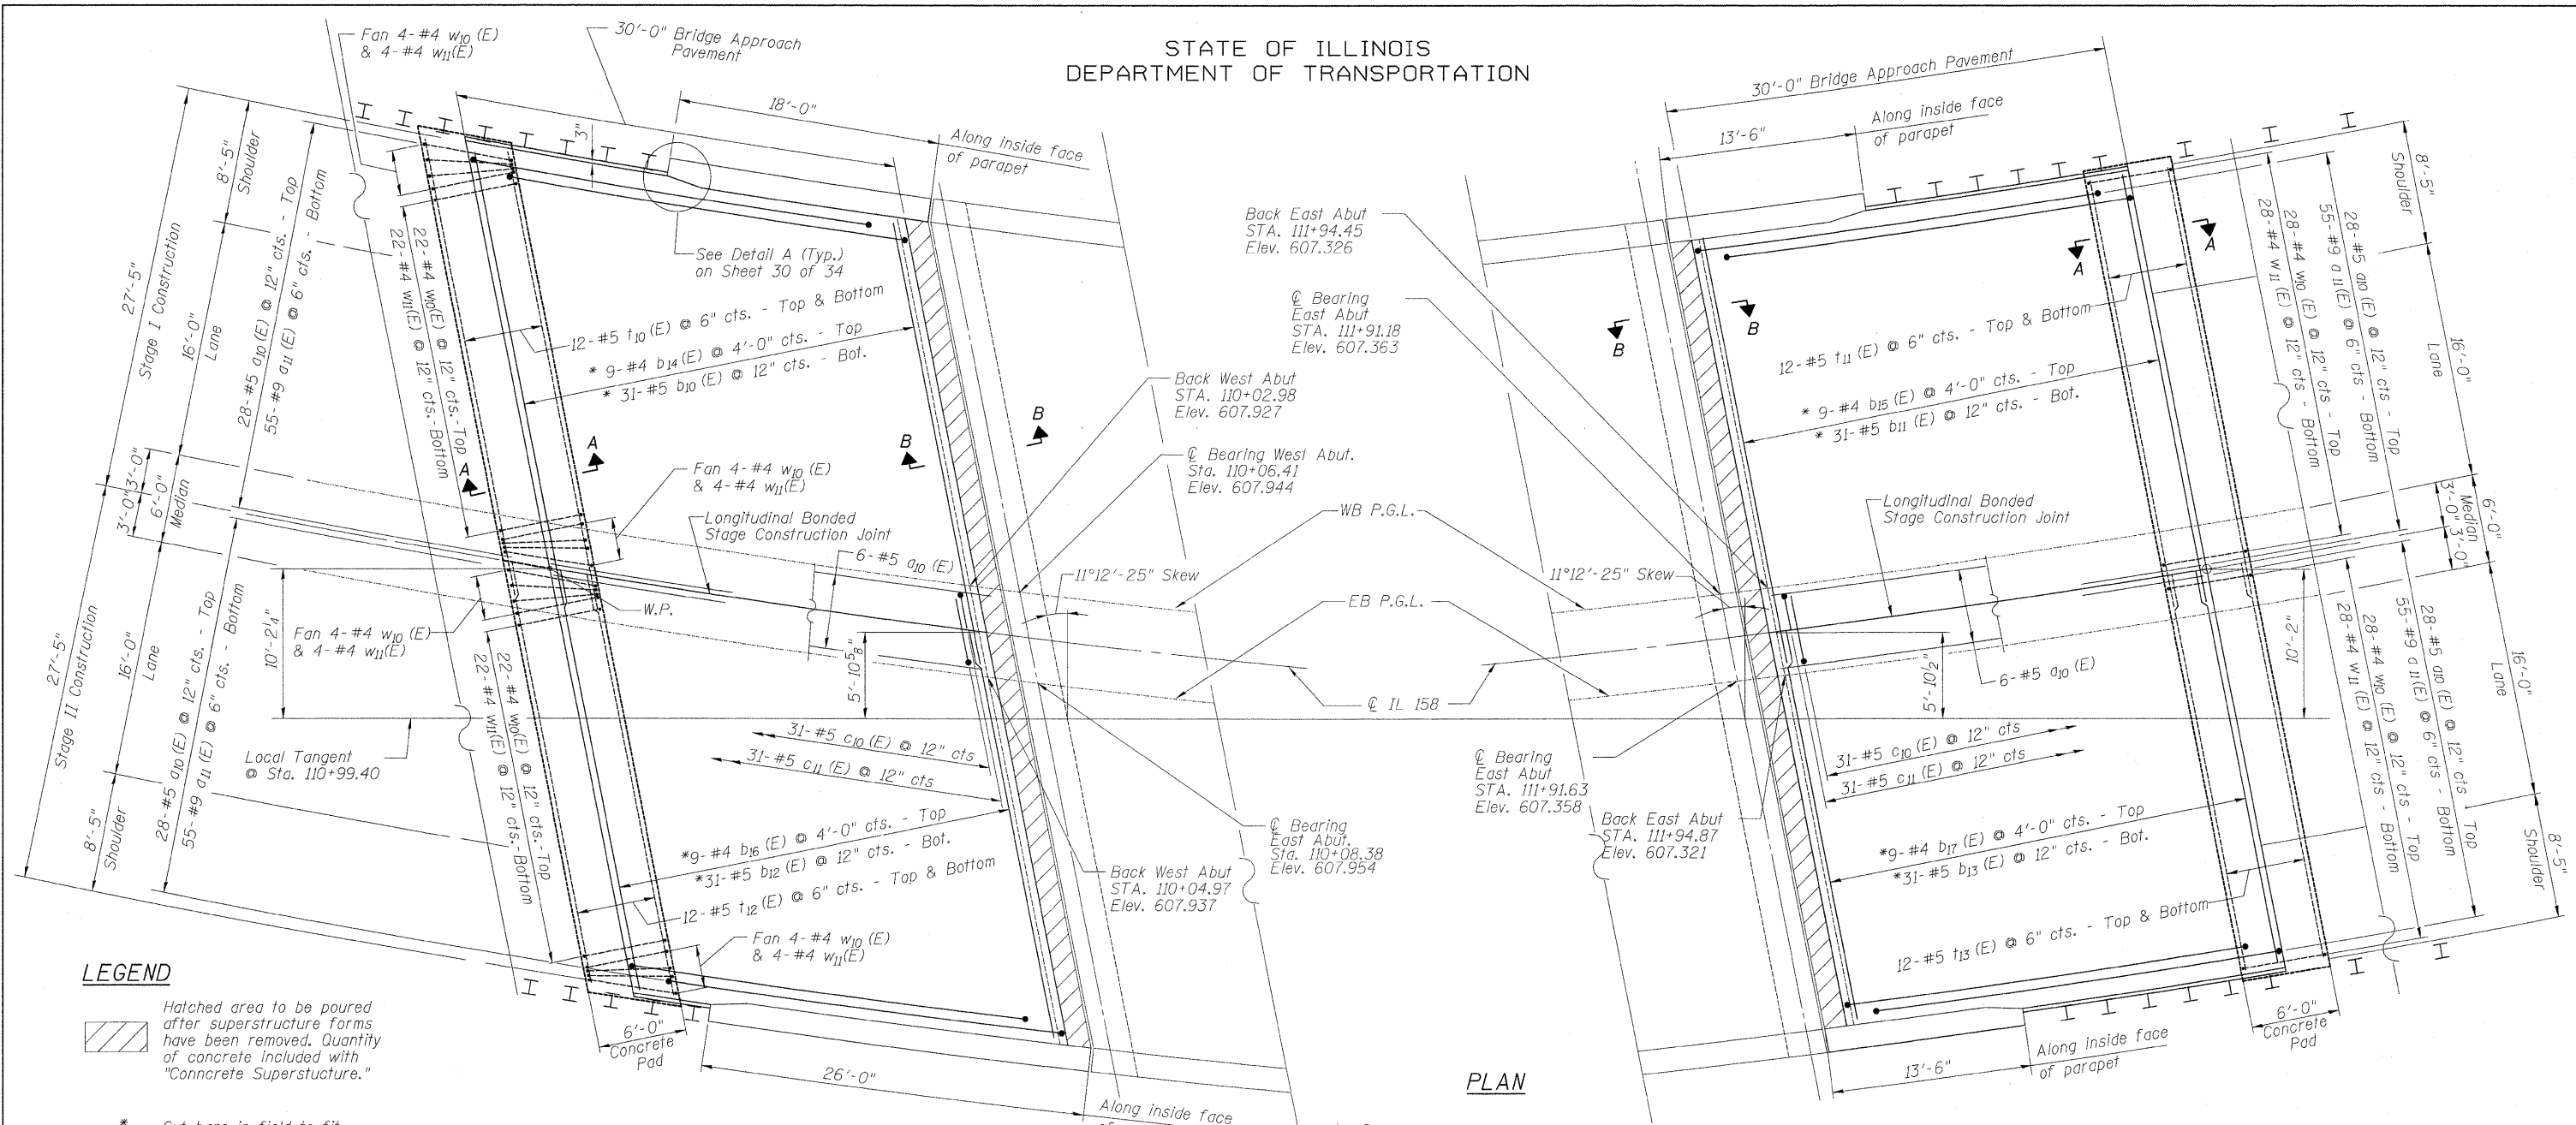 STATE OF ILLINOIS
DEPARTMENT OF TRANSPORTATION
Fan 4-#4 w10 (E)
& 4-#4 w11(E)
30'-0" Bridge Approach
Pavement
18'-0"
3"
Along inside face
of parapet
See Detail A (Typ.)
on Sheet 30 of 34
27'-5"
Stage I Construction
8'-5"
Shoulder
16'-0"
Lane
3'-0"
3'-0"
6'-0"
Median
28-#5 a10 (E) @ 12" cts. - Top
55-#9 a11 (E) @ 6" cts. - Bottom
22-#4 w10(E) @ 12" cts.-Top
22-#4 w11(E) @ 12" cts.-Bottom
12-#5 t10 (E) @ 6" cts. - Top & Bottom
* 9-#4 b14 (E) @ 4'-0" cts. - Top
* 31-#5 b10 (E) @ 12" cts. - Bot.
A
A
B
B
Fan 4-#4 w10 (E)
& 4-#4 w11(E)
Longitudinal Bonded
Stage Construction Joint
6-#5 a10 (E)
W.P.
Fan 4-#4 w10 (E)
& 4-#4 w11(E)
10'-2¼"
5'-10⅝"
11°12'-25" Skew
27'-5"
Stage II Construction
16'-0"
Lane
8'-5"
Shoulder
28-#5 a10 (E) @ 12" cts. - Top
55-#9 a11 (E) @ 6" cts. - Bottom
22-#4 w10(E) @ 12" cts.-Top
22-#4 w11(E) @ 12" cts.-Bottom
Local Tangent
@ Sta. 110+99.40
31-#5 c10 (E) @ 12" cts
31-#5 c11 (E) @ 12" cts
*9-#4 b16 (E) @ 4'-0" cts. - Top
*31-#5 b12 (E) @ 12" cts. - Bot.
12-#5 t12 (E) @ 6" cts. - Top & Bottom
Fan 4-#4 w10 (E)
& 4-#4 w11(E)
6'-0"
Concrete
Pad
26'-0"
Along inside face
Back East Abut
STA. 111+94.45
Elev. 607.326
℄ Bearing
East Abut
STA. 111+91.18
Elev. 607.363
Back West Abut
STA. 110+02.98
Elev. 607.927
℄ Bearing West Abut.
Sta. 110+06.41
Elev. 607.944
WB P.G.L.
EB P.G.L.
℄ IL 158
℄ Bearing
East Abut.
Sta. 110+08.38
Elev. 607.954
Back West Abut
STA. 110+04.97
Elev. 607.937
℄ Bearing
East Abut
STA. 111+91.63
Elev. 607.358
Back East Abut
STA. 111+94.87
Elev. 607.321
30'-0" Bridge Approach Pavement
13'-6"
Along inside face
of parapet
B
B
A
A
12-#5 t11 (E) @ 6" cts. - Top & Bottom
* 9-#4 b15 (E) @ 4'-0" cts. - Top
* 31-#5 b11 (E) @ 12" cts. - Bot.
28-#4 w11 (E) @ 12" cts - Bottom
28-#4 w10 (E) @ 12" cts - Top
55-#9 a11(E) @ 6" cts - Bottom
28-#5 a10 (E) @ 12" cts - Top
8'-5"
Shoulder
16'-0"
Lane
6'-0"
Median
3'-0"
3'-0"
Longitudinal Bonded
Stage Construction Joint
11°12'-25" Skew
6-#5 a10 (E)
5'-10½"
10'-2"
31-#5 c10 (E) @ 12" cts
31-#5 c11 (E) @ 12" cts
*9-#4 b17 (E) @ 4'-0" cts. - Top
*31-#5 b13 (E) @ 12" cts. - Bot.
12-#5 t13 (E) @ 6" cts. - Top & Bottom
28-#4 w11 (E) @ 12" cts - Bottom
28-#4 w10 (E) @ 12" cts - Top
55-#9 a11(E) @ 6" cts - Bottom
28-#5 a10 (E) @ 12" cts - Top
16'-0"
Lane
8'-5"
Shoulder
6'-0"
Concrete
Pad
13'-6"
Along inside face
of parapet
PLAN
LEGEND
Hatched area to be poured
after superstructure forms
have been removed. Quantity
of concrete included with
"Conncrete Superstucture."
*